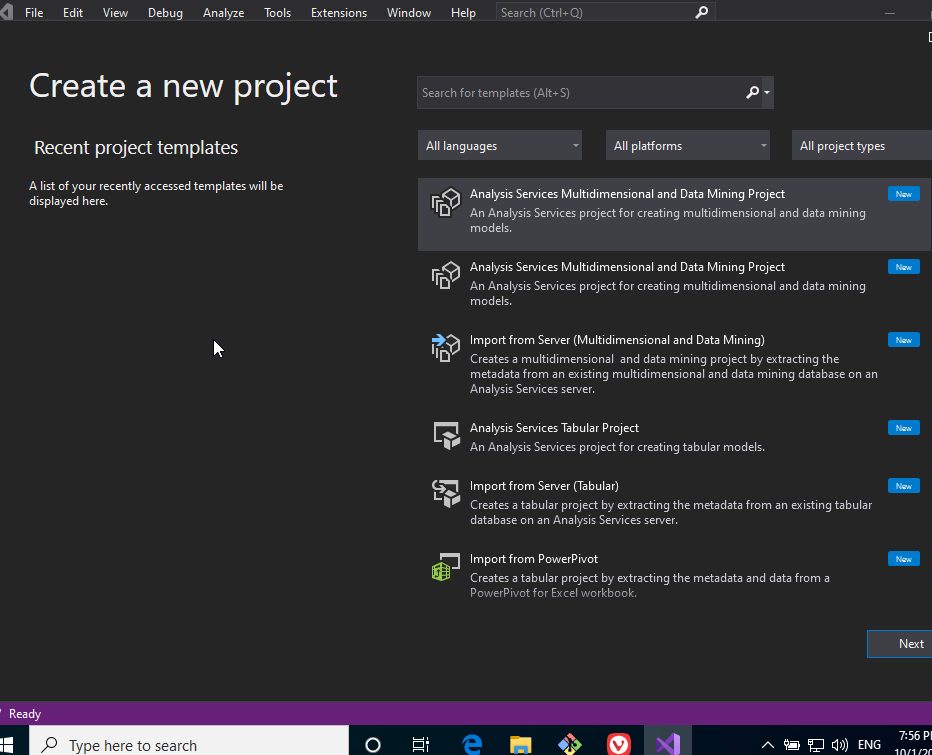 File Edit View Debug Analyze Tools Extensions Window Help Search (Ctrl+Q)
Create a new project
Search for templates (Alt+S)
Recent project templates
All languages All platforms All project types
A list of your recently accessed templates will be
displayed here.
Analysis Services Multidimensional and Data Mining Project New
An Analysis Services project for creating multidimensional and data mining
models.
Analysis Services Multidimensional and Data Mining Project New
An Analysis Services project for creating multidimensional and data mining
models.
Import from Server (Multidimensional and Data Mining) New
Creates a multidimensional and data mining project by extracting the
metadata from an existing multidimensional and data mining database on an
Analysis Services server.
Analysis Services Tabular Project New
An Analysis Services project for creating tabular models.
Import from Server (Tabular) New
Creates a tabular project by extracting the metadata from an existing tabular
database on an Analysis Services server.
Import from PowerPivot New
Creates a tabular project by extracting the metadata and data from a
PowerPivot for Excel workbook.
Next
Ready
Type here to search
ENG
7:56